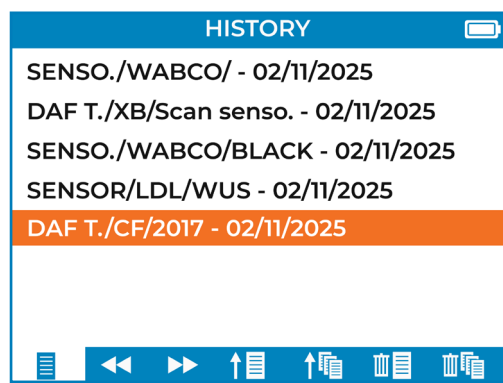 HISTORY
SENSO./WABCO/ - 02/11/2025
DAF T./XB/Scan senso. - 02/11/2025
SENSO./WABCO/BLACK - 02/11/2025
SENSOR/LDL/WUS - 02/11/2025
DAF T./CF/2017 - 02/11/2025